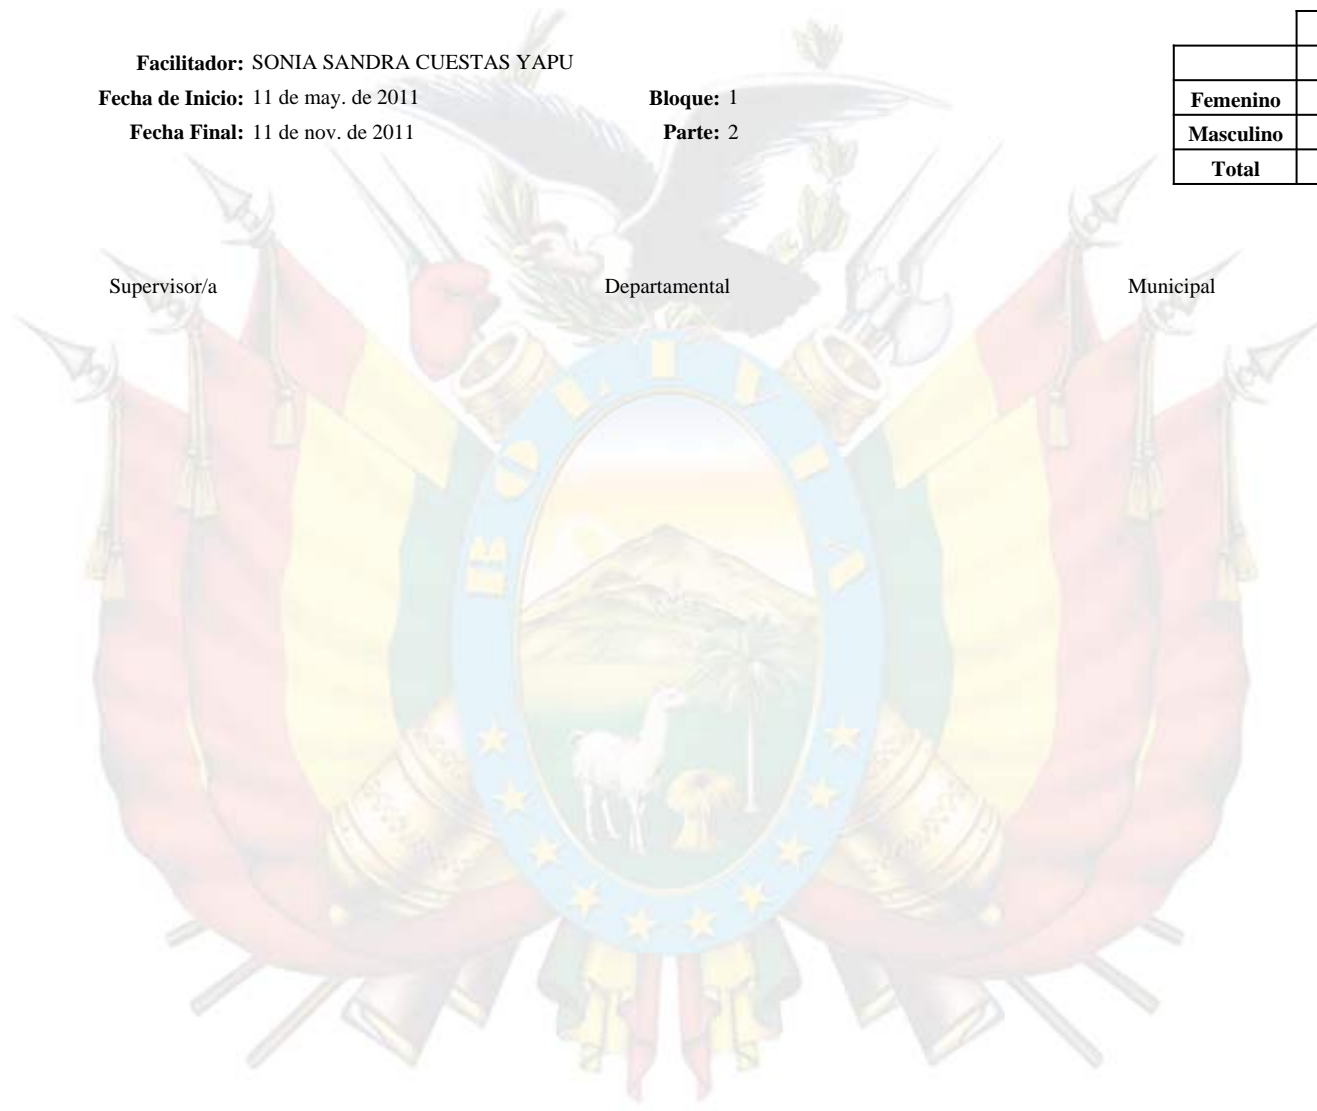 Facilitador: SONIA SANDRA CUESTAS YAPU
Fecha de Inicio: 11 de may. de 2011 Bloque: 1
Fecha Final: 11 de nov. de 2011 Parte: 2
Femenino
Masculino
Total
Supervisor/a Departamental Municipal
BOLIVIA